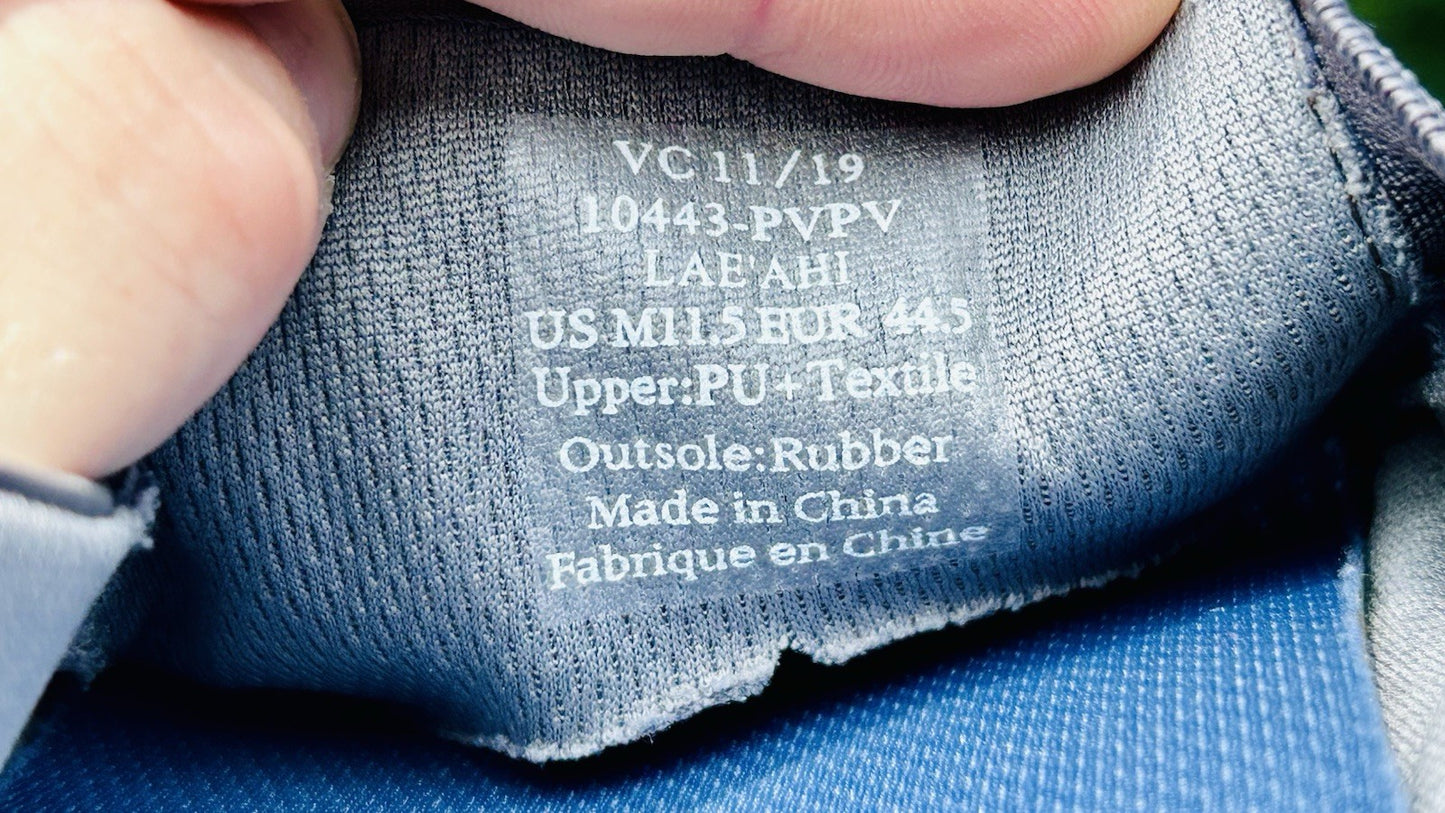 VC 11/19
10443-PVPV
LAE'AHI
US M11.5 EUR 44.5
Upper:PU+Textile
Outsole:Rubber
Made in China
Fabrique en Chine